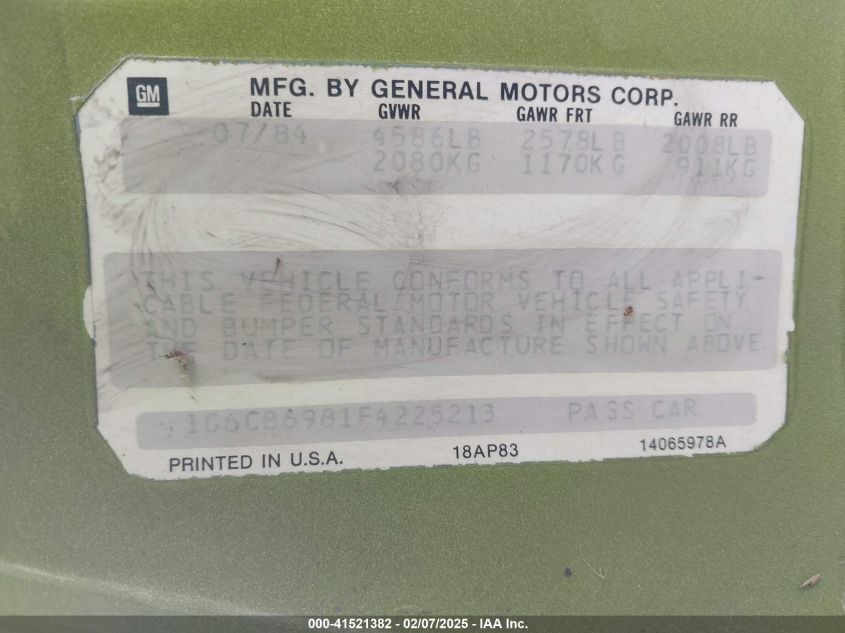 GM
MFG. BY GENERAL MOTORS CORP.
DATE GVWR GAWR FRT GAWR RR
07/84 4586LB 2578LB 2008LB
2080KG 1170KG 911KG
THIS VEHICLE CONFORMS TO ALL APPLI-
CABLE FEDERAL MOTOR VEHICLE SAFETY
AND BUMPER STANDARDS IN EFFECT ON
THE DATE OF MANUFACTURE SHOWN ABOVE
1G6CB6981F4225213 PASS CAR
PRINTED IN U.S.A. 18AP83 14065978A
000-41521382 - 02/07/2025 - IAA Inc.